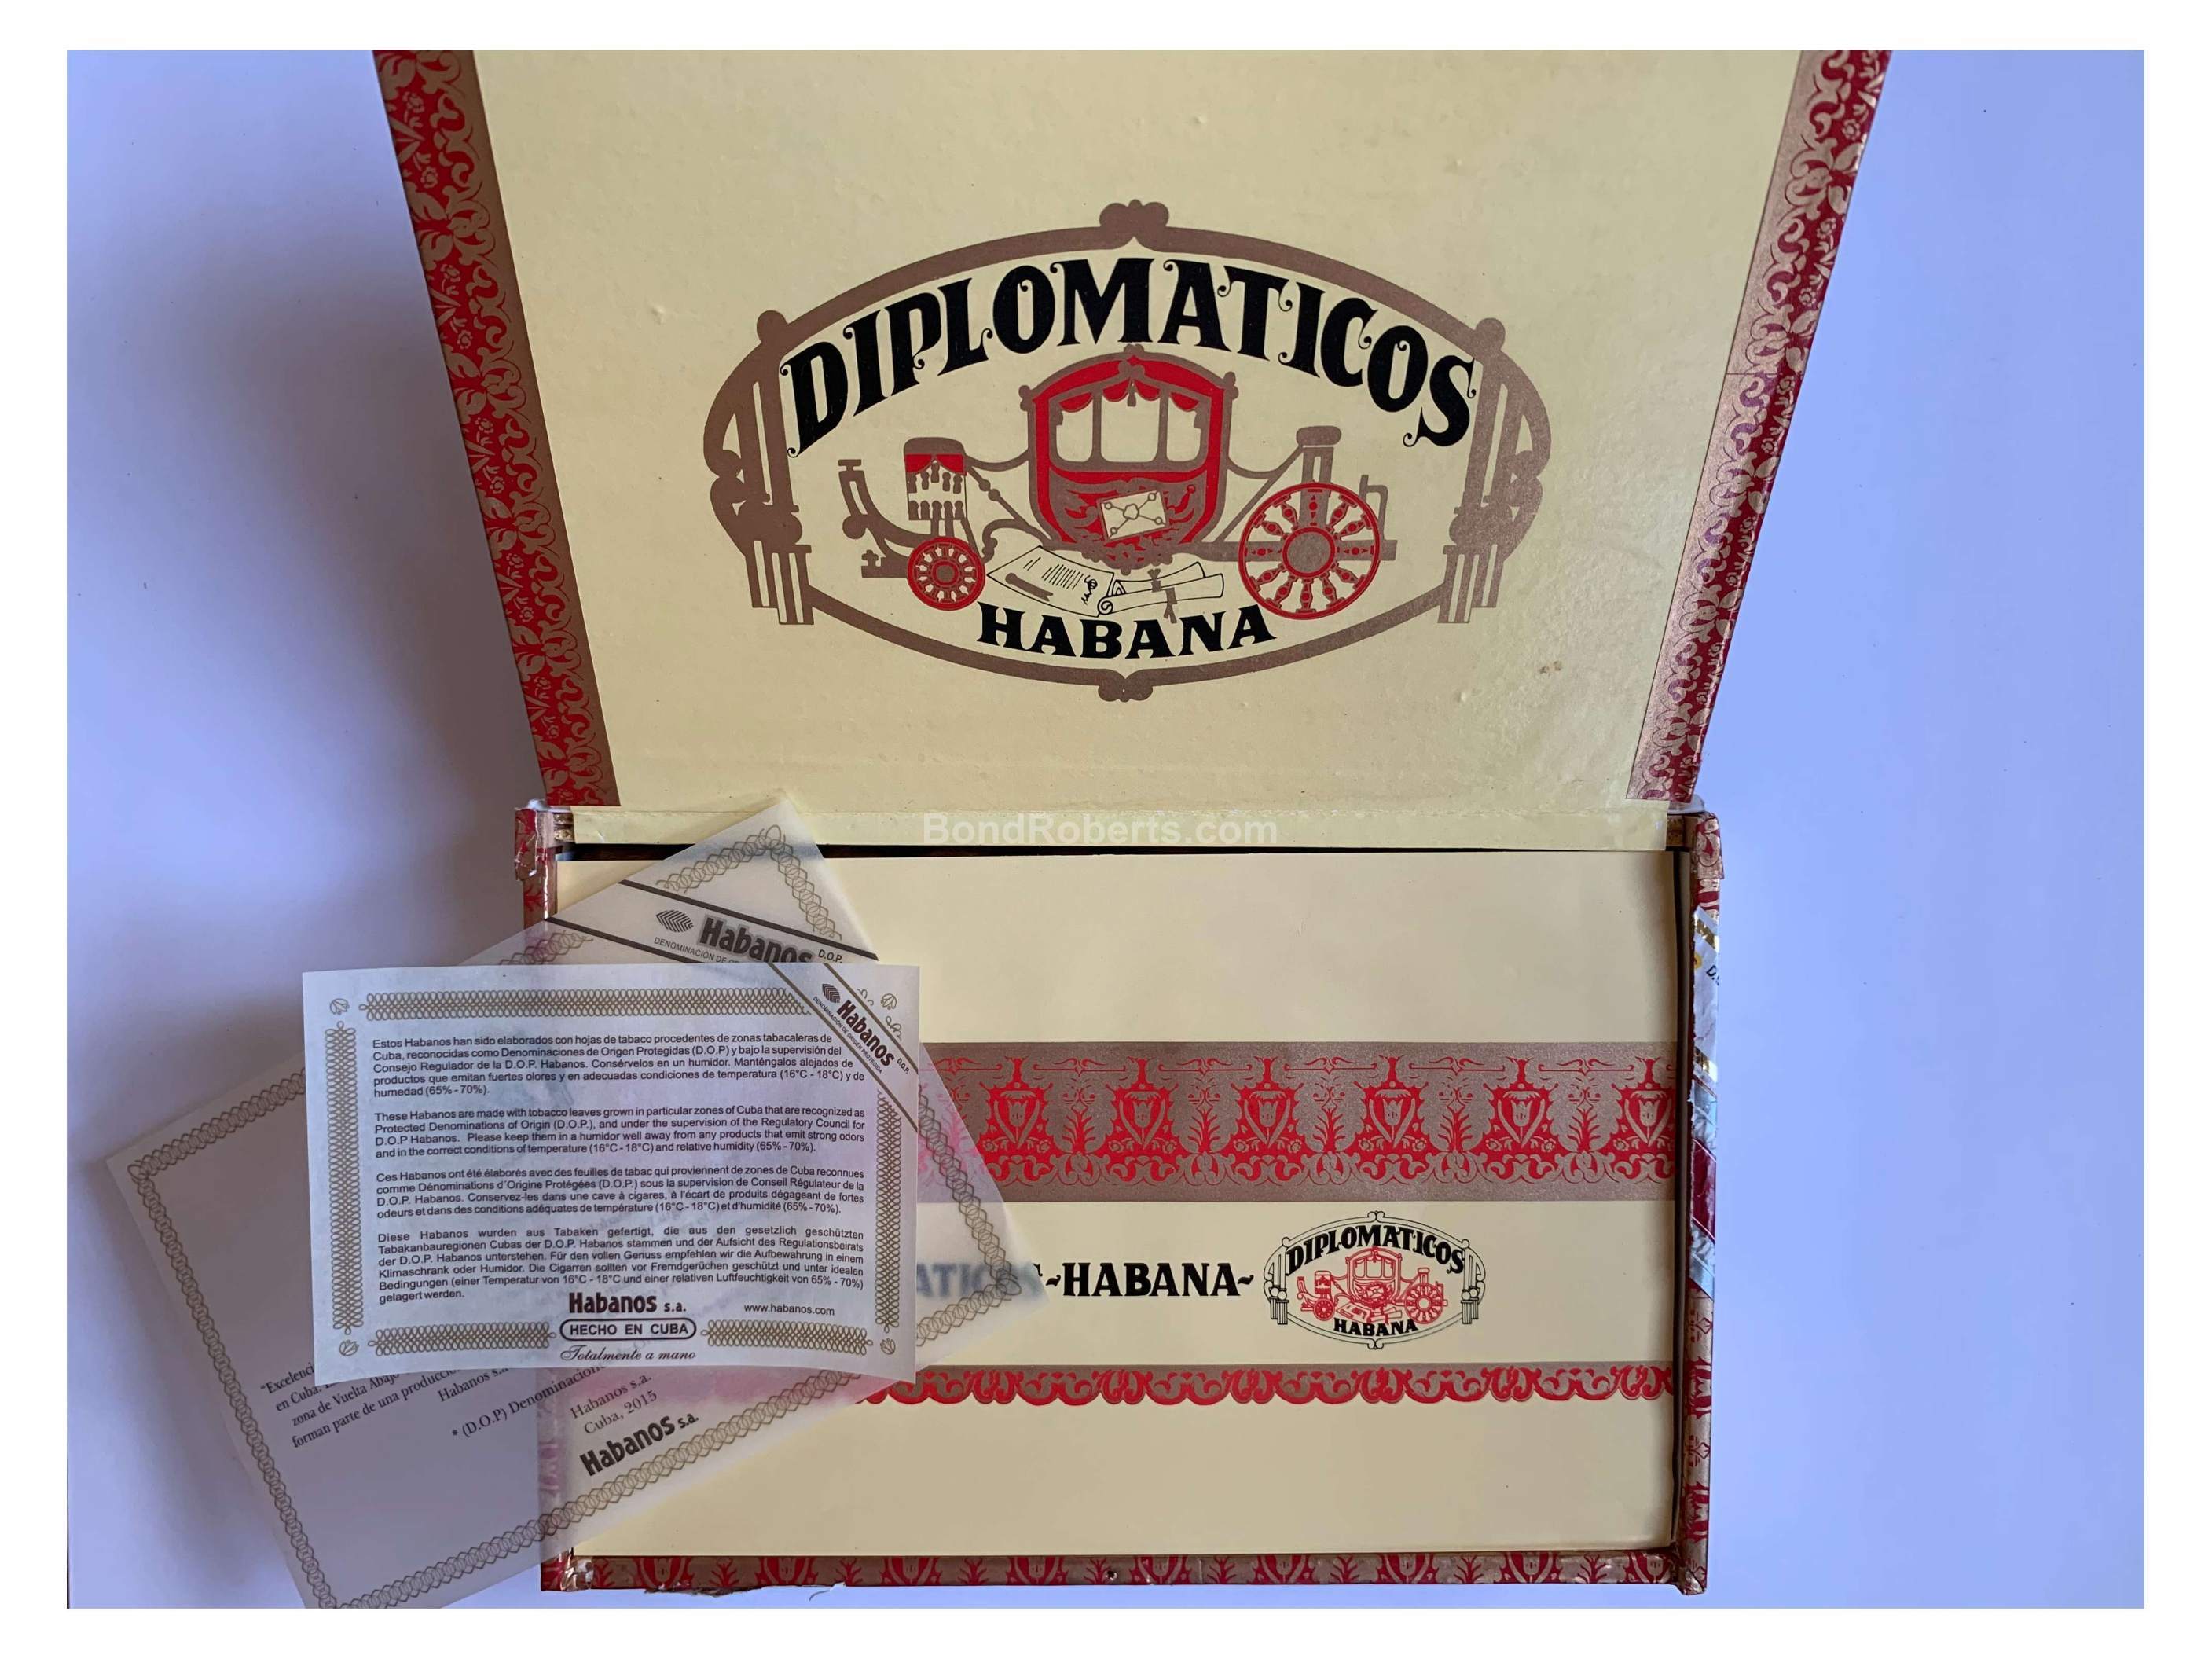 DIPLOMATICOS
HABANA
BondRoberts.com
Habanos D.O.P.
DENOMINACIÓN DE
Habanos D.O.P.
DENOMINACIÓN DE ORIGEN PROTEGIDA
Estos Habanos han sido elaborados con hojas de tabaco procedentes de zonas tabacaleras de
Cuba, reconocidas como Denominaciones de Origen Protegidas (D.O.P) y bajo la supervisión del
Consejo Regulador de la D.O.P. Habanos. Consérvelos en un humidor. Manténgalos alejados de
productos que emitan fuertes olores y en adecuadas condiciones de temperatura (16°C - 18°C) y de
humedad (65% - 70%).
These Habanos are made with tobacco leaves grown in particular zones of Cuba that are recognized as
Protected Denominations of Origin (D.O.P.), and under the supervision of the Regulatory Council for
D.O.P Habanos. Please keep them in a humidor well away from any products that emit strong odors
and in the correct conditions of temperature (16°C - 18°C) and relative humidity (65% - 70%).
Ces Habanos ont été élaborés avec des feuilles de tabac qui proviennent de zones de Cuba reconnues
comme Dénominations d'Origine Protégées (D.O.P.) sous la supervision de Conseil Régulateur de la
D.O.P. Habanos. Conservez-les dans une cave à cigares, à l'écart de produits dégageant de fortes
odeurs et dans des conditions adéquates de température (16°C - 18°C) et d'humidité (65% - 70%).
Diese Habanos wurden aus Tabaken gefertigt, die aus den gesetzlich geschützten
Tabakanbauregionen Cubas der D.O.P. Habanos stammen und der Aufsicht des Regulationsbeirats
der D.O.P. Habanos unterstehen. Für den vollen Genuss empfehlen wir die Aufbewahrung in einem
Klimaschrank oder Humidor. Die Cigarren sollten vor Fremdgerüchen geschützt und unter idealen
Bedingungen (einer Temperatur von 16°C - 18°C und einer relativen Luftfeuchtigkeit von 65% - 70%)
gelagert werden.
Habanos s.a.
www.habanos.com
HECHO EN CUBA
Totalmente a mano
"Excelenci
en Cuba.
zona de Vuelta Abajo
forman parte de una producci
Habanos s.a.
* (D.O.P) Denominación
Habanos s.a.
Cuba, 2015
Habanos s.a.
ATICOS~HABANA~
DIPLOMATICOS
HABANA